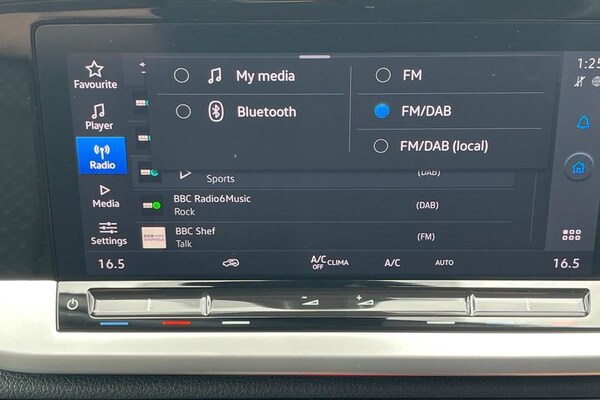 My media
FM
Bluetooth
FM/DAB
FM/DAB (local)
1:25
Favourite
Player
Radio
Media
Settings
Sports
(DAB)
BBC Radio6Music
Rock
(DAB)
BBC Shef
Talk
(FM)
16.5
A/C
OFF
CLIMA
A/C
AUTO
16.5